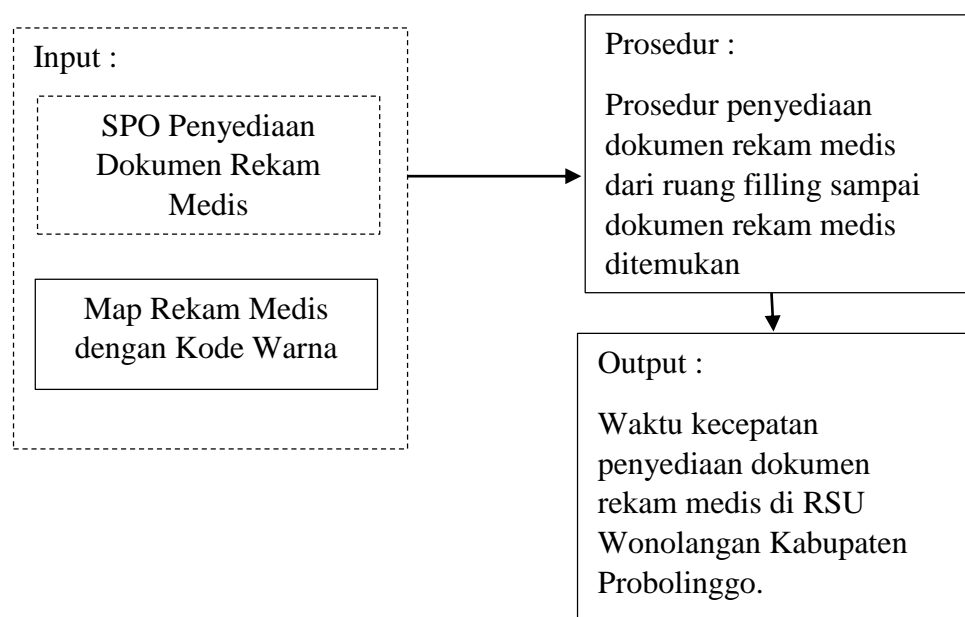 Input :
SPO Penyediaan
Dokumen Rekam
Medis
Map Rekam Medis
dengan Kode Warna
Prosedur :
Prosedur penyediaan
dokumen rekam medis
dari ruang filling sampai
dokumen rekam medis
ditemukan
Output :
Waktu kecepatan
penyediaan dokumen
rekam medis di RSU
Wonolangan Kabupaten
Probolinggo.